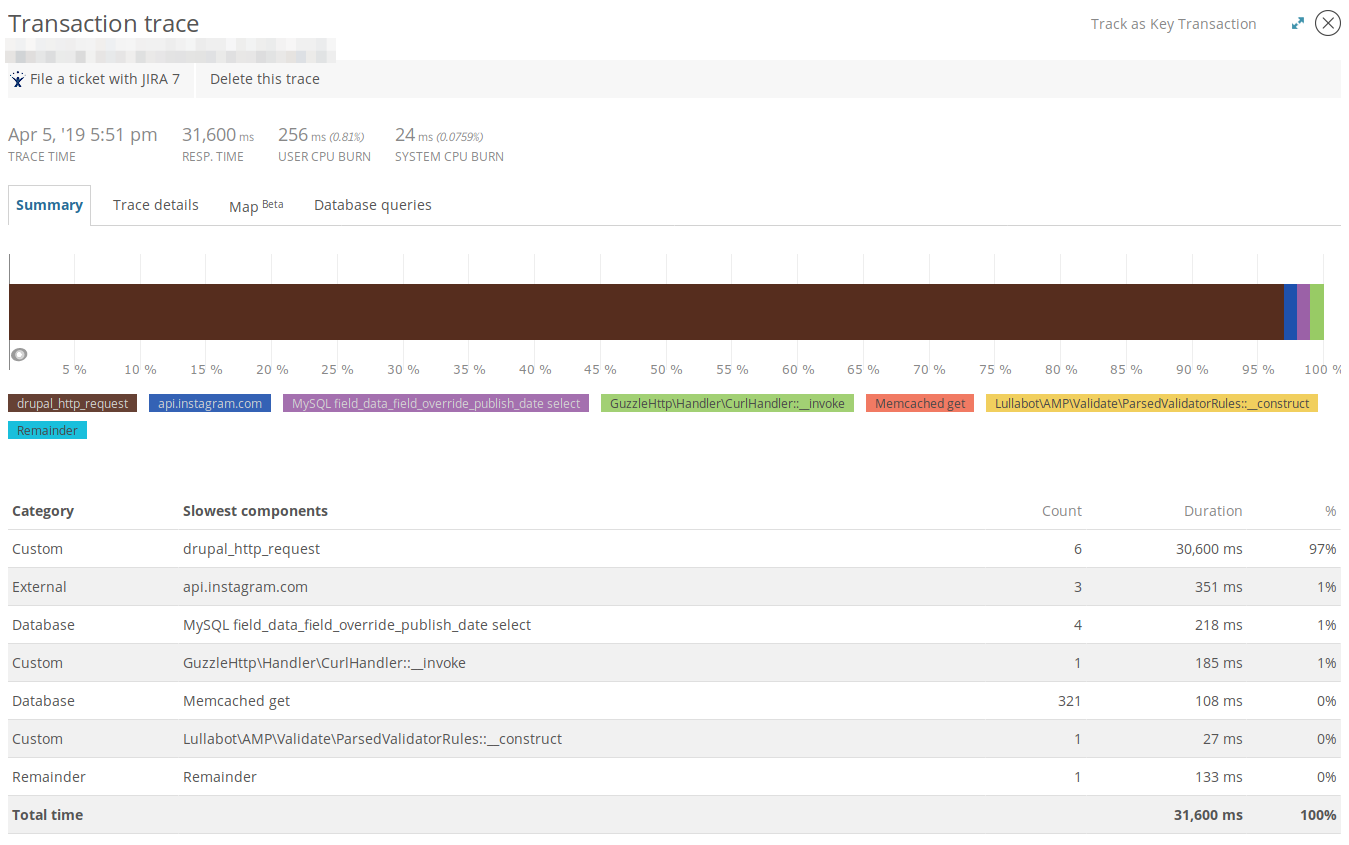 Transaction trace
Track as Key Transaction
File a ticket with JIRA 7 Delete this trace
Apr 5, '19 5:51 pm 31,600 ms 256 ms (0.81%) 24 ms (0.0759%)
TRACE TIME RESP. TIME USER CPU BURN SYSTEM CPU BURN
Summary Trace details Map Beta Database queries
5 % 10 % 15 % 20 % 25 % 30 % 35 % 40 % 45 % 50 % 55 % 60 % 65 % 70 % 75 % 80 % 85 % 90 % 95 % 100 %
drupal_http_request api.instagram.com MySQL field_data_field_override_publish_date select GuzzleHttp\Handler\CurlHandler::__invoke Memcached get Lullabot\AMP\Validate\ParsedValidatorRules::__construct
Remainder
Category Slowest components Count Duration %
Custom drupal_http_request 6 30,600 ms 97%
External api.instagram.com 3 351 ms 1%
Database MySQL field_data_field_override_publish_date select 4 218 ms 1%
Custom GuzzleHttp\Handler\CurlHandler::__invoke 1 185 ms 1%
Database Memcached get 321 108 ms 0%
Custom Lullabot\AMP\Validate\ParsedValidatorRules::__construct 1 27 ms 0%
Remainder Remainder 1 133 ms 0%
Total time 31,600 ms 100%